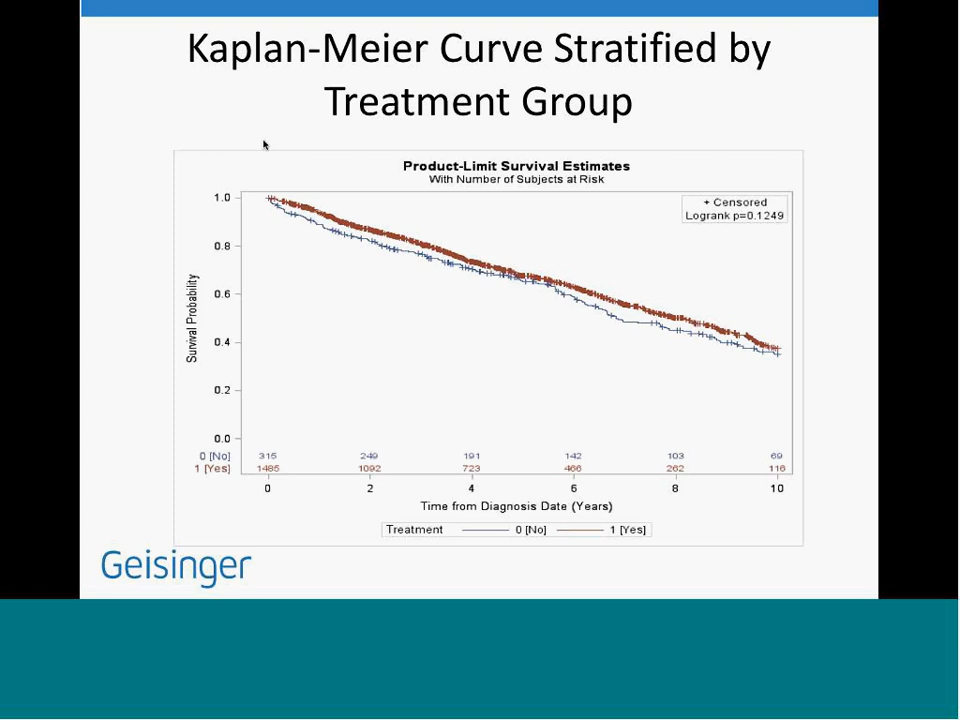 Kaplan-Meier Curve Stratified by
Treatment Group
Product-Limit Survival Estimates
With Number of Subjects at Risk
+ Censored
Logrank p=0.1249
1.0
0.8
0.6
0.4
0.2
0.0
Survival Probability
0 [No] 315 249 191 142 103 69
1 [Yes] 1485 1092 723 466 262 116
0 2 4 6 8 10
Time from Diagnosis Date (Years)
Treatment 0 [No] 1 [Yes]
Geisinger